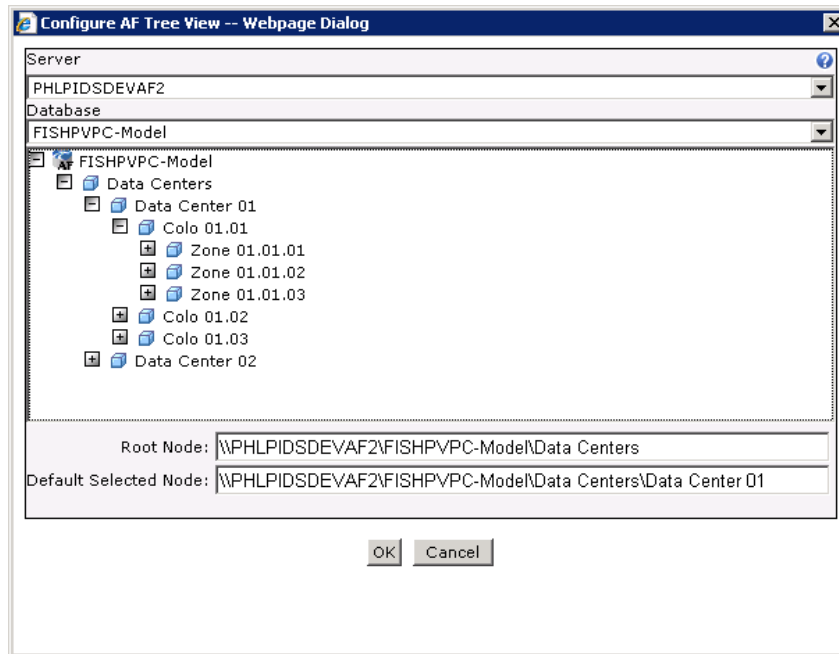 Configure AF Tree View -- Webpage Dialog
Server
PHLPIDSDEVAF2
Database
FISHPVPC-Model
AF FISHPVPC-Model
Data Centers
Data Center 01
Colo 01.01
Zone 01.01.01
Zone 01.01.02
Zone 01.01.03
Colo 01.02
Colo 01.03
Data Center 02
Root Node: \\PHLPIDSDEVAF2\FISHPVPC-Model\Data Centers
Default Selected Node: \\PHLPIDSDEVAF2\FISHPVPC-Model\Data Centers\Data Center 01
OK Cancel